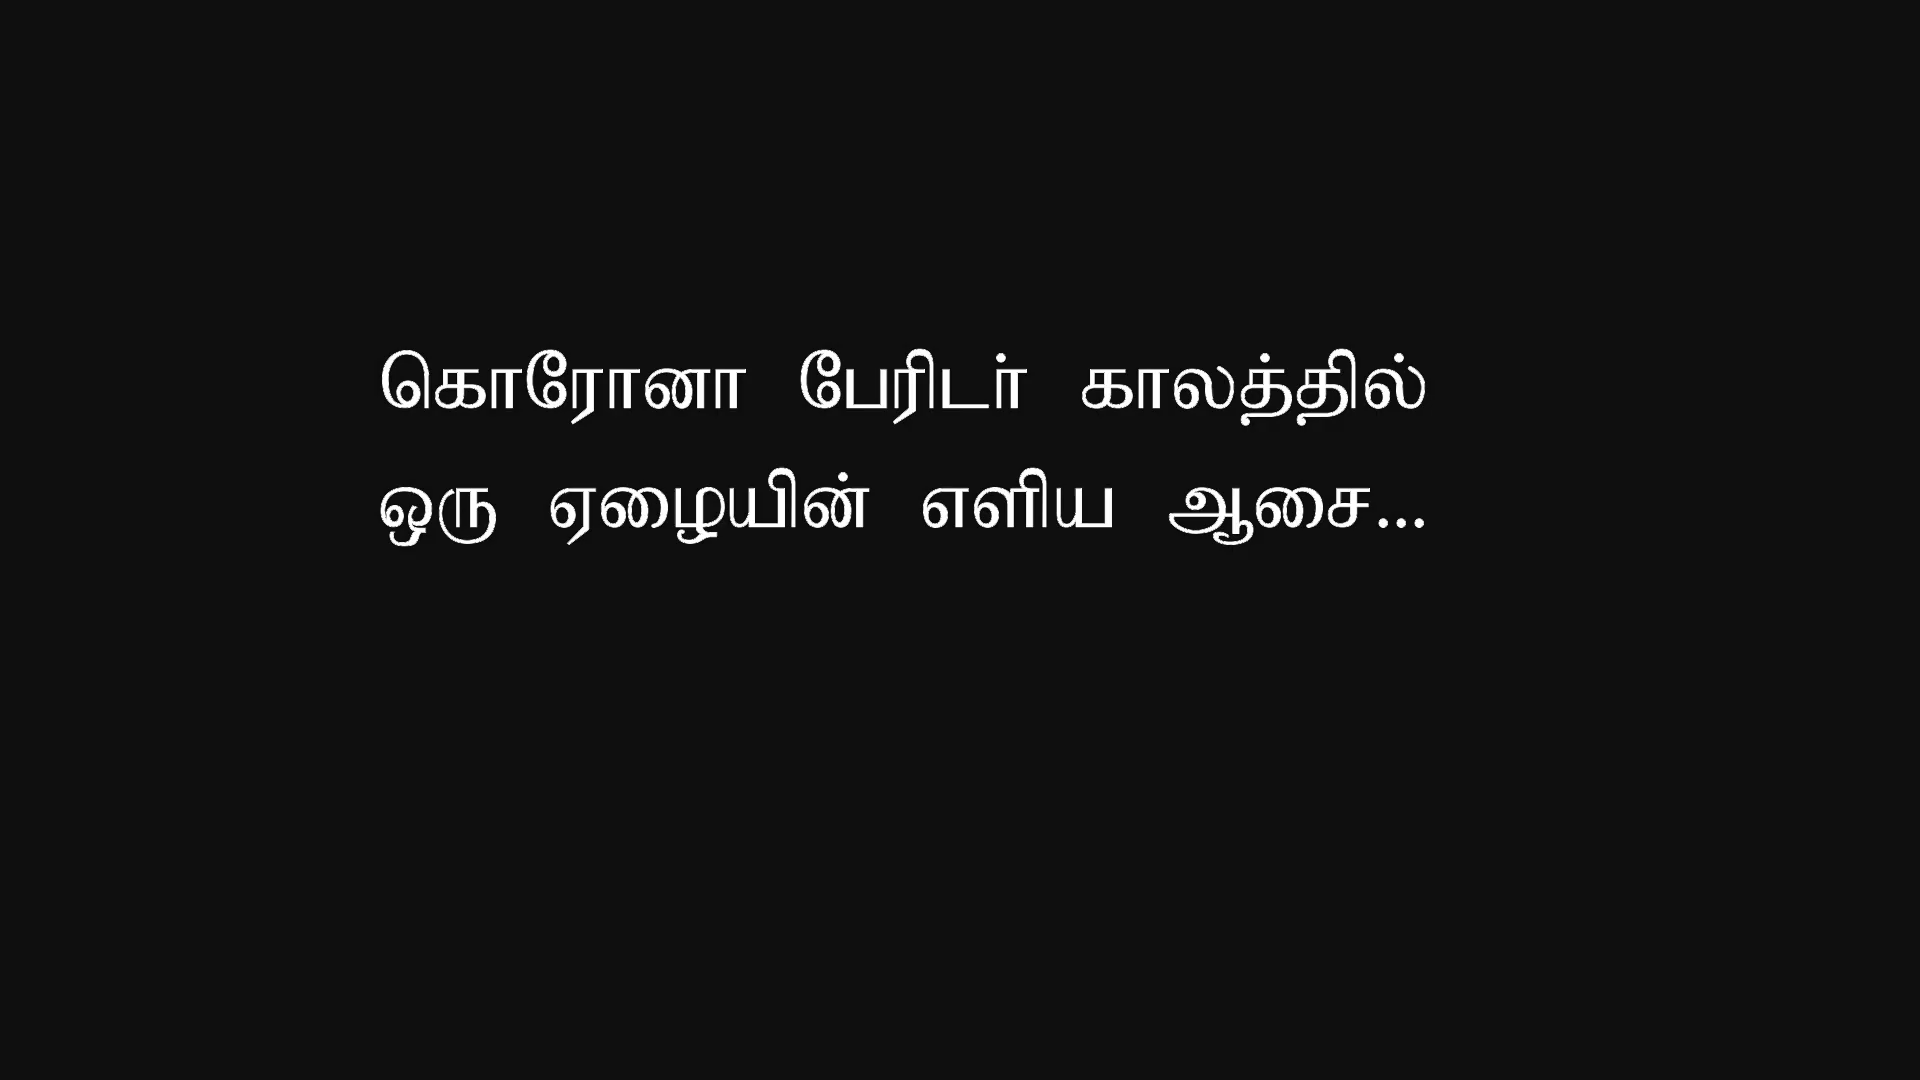 கொரோனா பேரிடர் காலத்தில்
ஒரு ஏழையின் எளிய ஆசை...